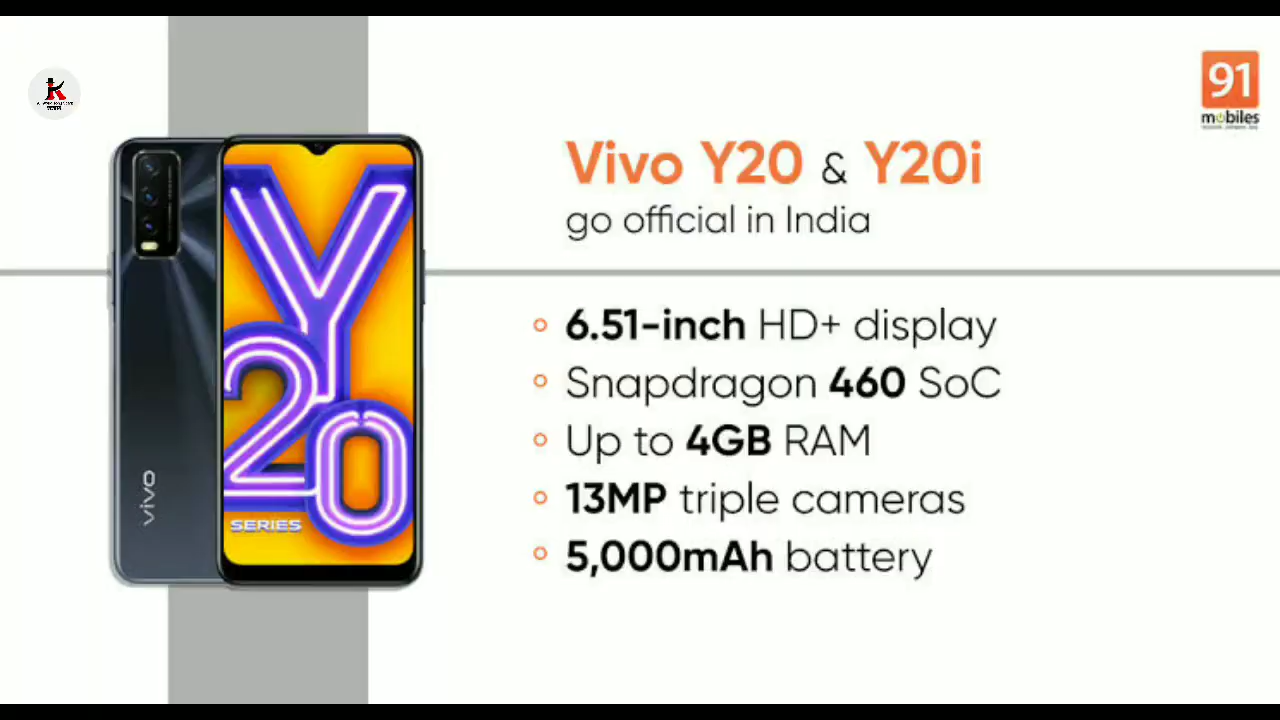 91
mobiles
Vivo Y20 & Y20i
go official in India
6.51-inch HD+ display
Snapdragon 460 SoC
Up to 4GB RAM
13MP triple cameras
5,000mAh battery
vivo
Y
20
SERIES